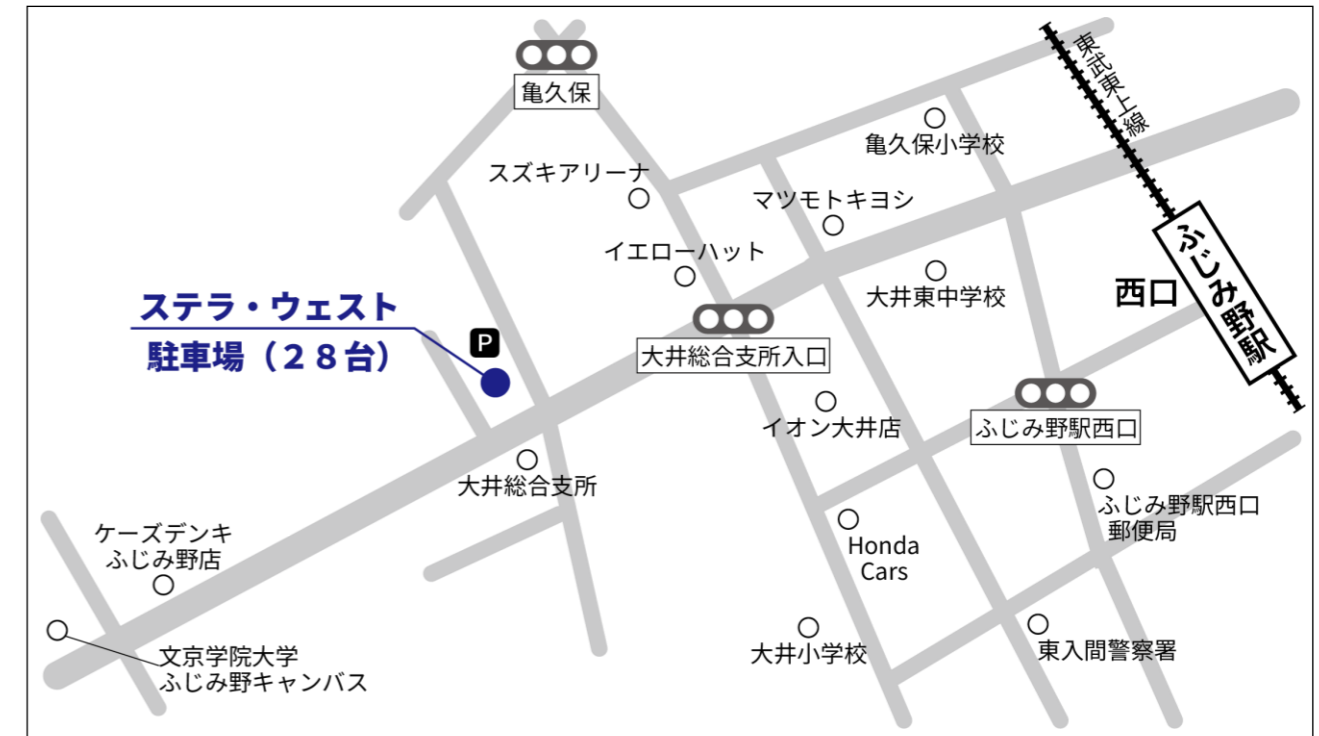 亀久保
東武東上線
亀久保小学校
スズキアリーナ
マツモトキヨシ
イエローハット
大井東中学校
西口
ふじみ野駅
ステラ・ウェスト
駐車場（２８台）
P
大井総合支所入口
イオン大井店
ふじみ野駅西口
大井総合支所
ふじみ野駅西口
郵便局
ケーズデンキ
ふじみ野店
Honda
Cars
文京学院大学
ふじみ野キャンバス
大井小学校
東入間警察署